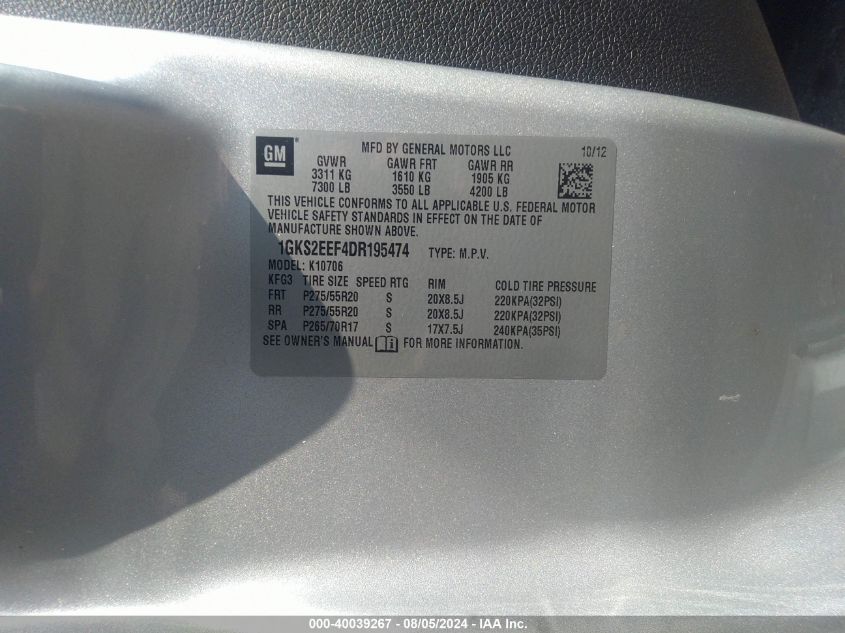 GM
MFD BY GENERAL MOTORS LLC 10/12
GVWR GAWR FRT GAWR RR
3311 KG 1610 KG 1905 KG
7300 LB 3550 LB 4200 LB
THIS VEHICLE CONFORMS TO ALL APPLICABLE U.S. FEDERAL MOTOR
VEHICLE SAFETY STANDARDS IN EFFECT ON THE DATE OF
MANUFACTURE SHOWN ABOVE.
1GKS2EEF4DR195474 TYPE: M.P.V.
MODEL: K10706
KFG3 TIRE SIZE SPEED RTG RIM COLD TIRE PRESSURE
FRT P275/55R20 S 20X8.5J 220KPA(32PSI)
RR P275/55R20 S 20X8.5J 220KPA(32PSI)
SPA P265/70R17 S 17X7.5J 240KPA(35PSI)
SEE OWNER'S MANUAL FOR MORE INFORMATION.
000-40039267 - 08/05/2024 - IAA Inc.